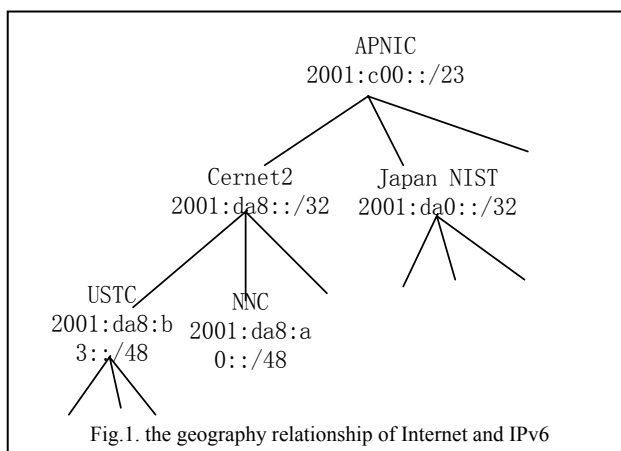 APNIC
2001:c00::/23
Cernet2
2001:da8::/32
Japan NIST
2001:da0::/32
USTC
2001:da8:b
3::/48
NNC
2001:da8:a
0::/48
Fig.1. the geography relationship of Internet and IPv6